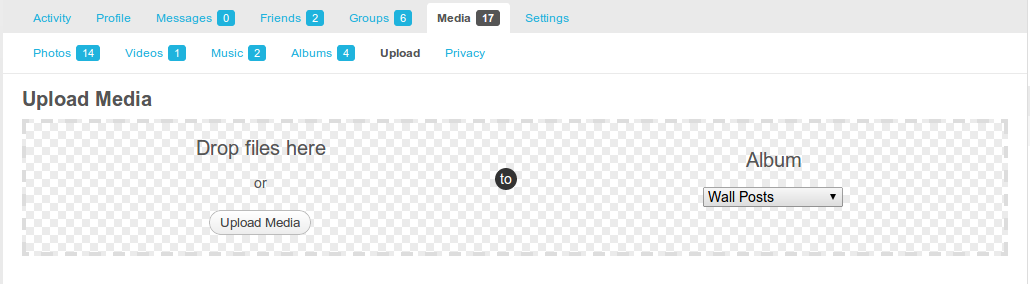 Activity Profile Messages 0 Friends 2 Groups 6 Media 17 Settings
Photos 14 Videos 1 Music 2 Albums 4 Upload Privacy
Upload Media
Drop files here
or
Upload Media
to
Album
Wall Posts